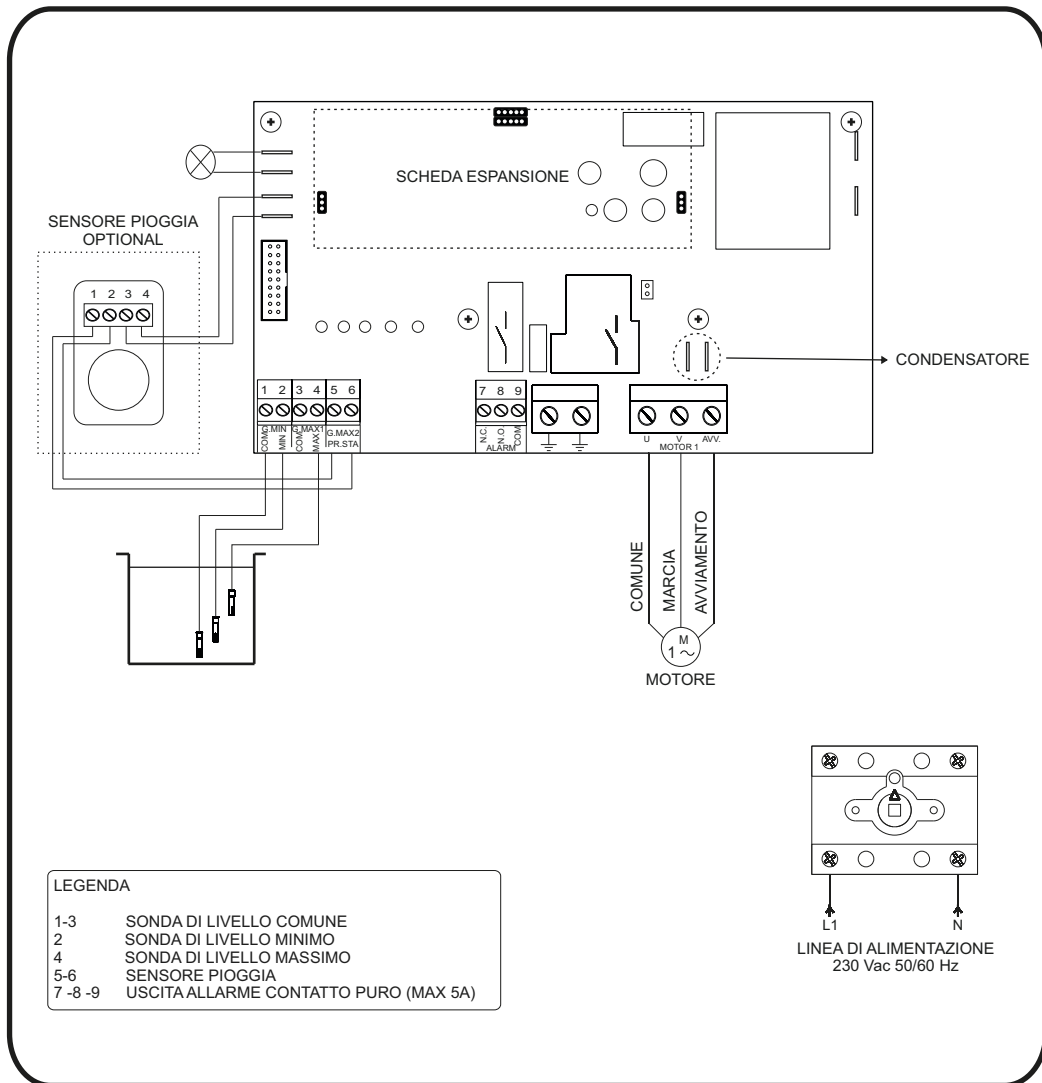 SCHEDA ESPANSIONE
SENSORE PIOGGIA
OPTIONAL
1 2 3 4
CONDENSATORE
1 2 3 4 5 6
7 8 9
G.MIN
COM
MIN
G.MAX1
COM
MAX
G.MAX2
PR.STA
N.C.
N.O.
COM
ALARM
U V AVV.
MOTOR 1
COMUNE
MARCIA
AVVIAMENTO
M
1 ~
MOTORE
L1 N
LINEA DI ALIMENTAZIONE
230 Vac 50/60 Hz
LEGENDA
1-3 SONDA DI LIVELLO COMUNE
2 SONDA DI LIVELLO MINIMO
4 SONDA DI LIVELLO MASSIMO
5-6 SENSORE PIOGGIA
7 -8 -9 USCITA ALLARME CONTATTO PURO (MAX 5A)